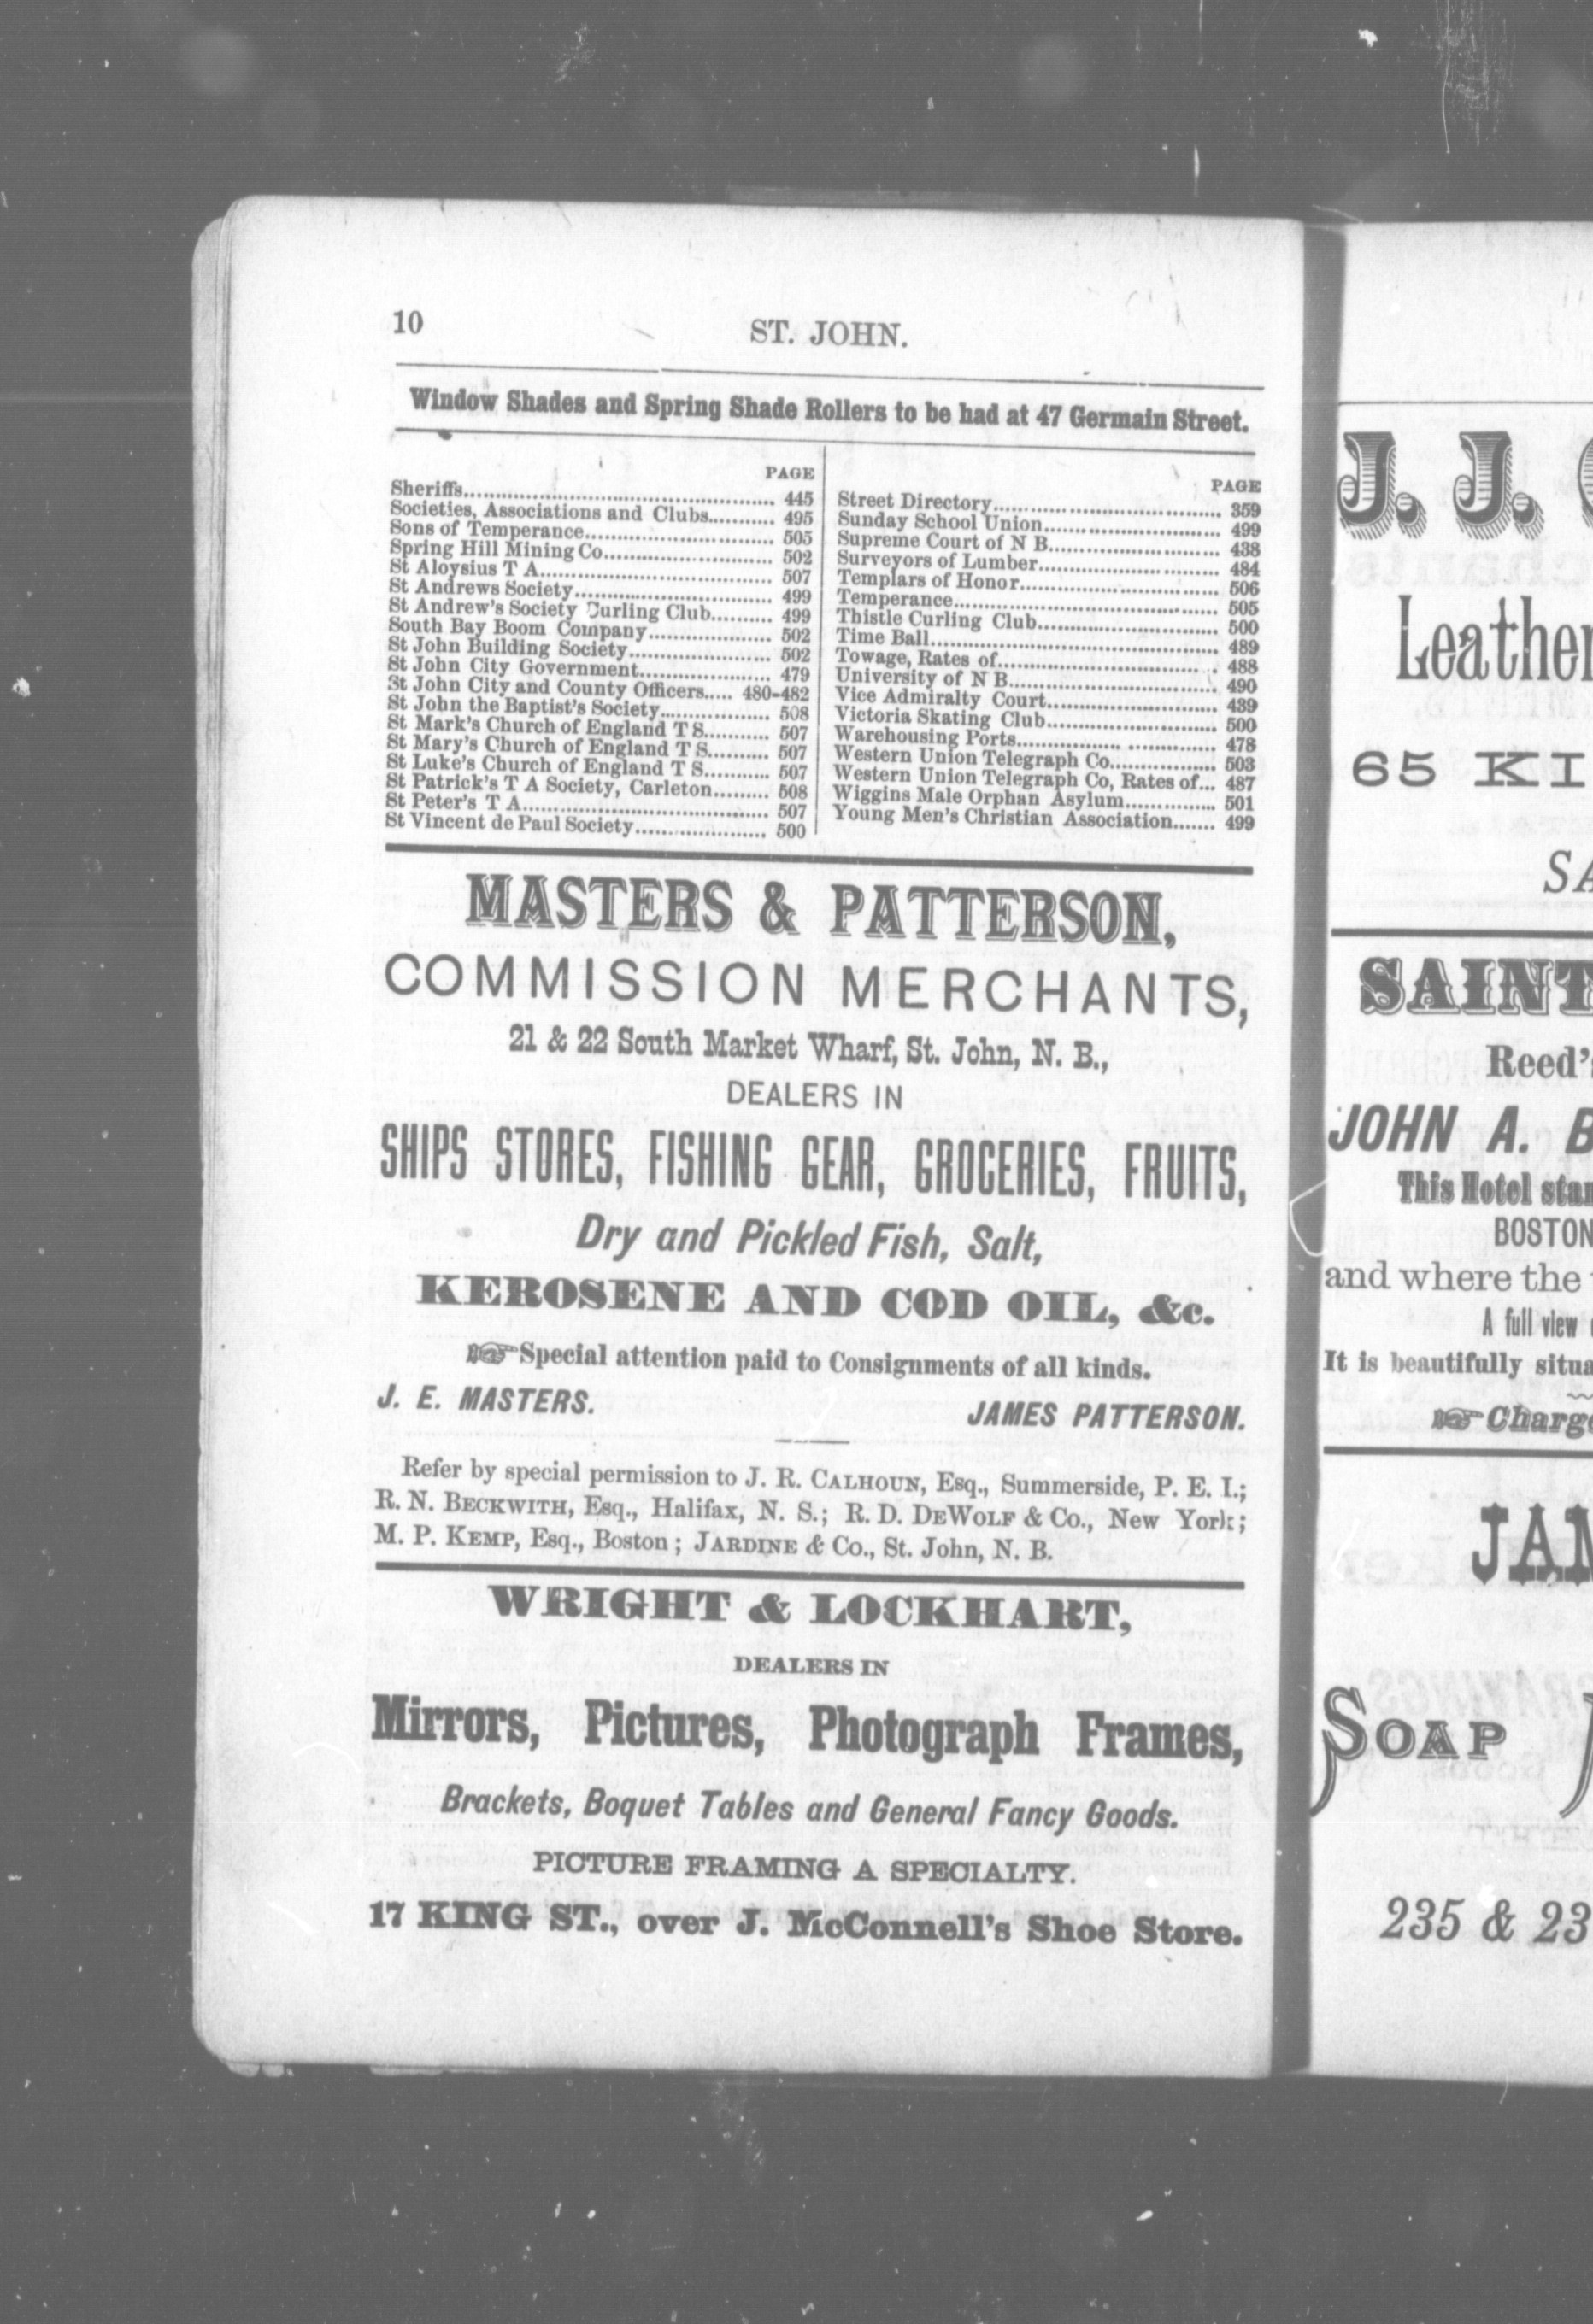 10
ST. JOHN.
Window Shades and Spring Shade Rollers to be had at 47 Germain Street.
PAGE
Sheriffs............ 445
Societies, Associations and Clubs........... 495
Sons of Temperance............ 505
Spring Hill Mining Co............ 502
St Aloysius T A............ 507
St Andrews Society............ 499
St Andrew's Society Curling Club.......... 499
South Bay Boom Company............ 502
St John Building Society............ 502
St John City Government............ 479
St John City and County Officers..... 480-482
St John the Baptist's Society............ 508
St Mark's Church of England T S........... 507
St Mary's Church of England T S........... 507
St Luke's Church of England T S........... 507
St Patrick's T A Society, Carleton......... 508
St Peter's T A............ 507
St Vincent de Paul Society............ 500
PAGE
Street Directory............ 359
Sunday School Union............ 499
Supreme Court of N B............ 438
Surveyors of Lumber............ 484
Templars of Honor............ 506
Temperance............ 505
Thistle Curling Club............ 500
Time Ball............ 489
Towage, Rates of............ 488
University of N B............ 490
Vice Admiralty Court............ 439
Victoria Skating Club............ 500
Warehousing Ports............ 478
Western Union Telegraph Co............ 503
Western Union Telegraph Co, Rates of... 487
Wiggins Male Orphan Asylum............ 501
Young Men's Christian Association....... 499
MASTERS & PATTERSON,
COMMISSION MERCHANTS,
21 & 22 South Market Wharf, St. John, N. B.,
DEALERS IN
SHIPS STORES, FISHING GEAR, GROCERIES, FRUITS,
Dry and Pickled Fish, Salt,
KEROSENE AND COD OIL, &c.
☞Special attention paid to Consignments of all kinds.
J. E. MASTERS. JAMES PATTERSON.
Refer by special permission to J. R. CALHOUN, Esq., Summerside, P. E. I.;
R. N. BECKWITH, Esq., Halifax, N. S.; R. D. DEWOLF & Co., New York;
M. P. KEMP, Esq., Boston; JARDINE & Co., St. John, N. B.
WRIGHT & LOCKHART,
DEALERS IN
Mirrors, Pictures, Photograph Frames,
Brackets, Boquet Tables and General Fancy Goods.
PICTURE FRAMING A SPECIALTY.
17 KING ST., over J. McConnell's Shoe Store.
J. J.
Leather
65 KI
SA
SAINT
Reed's
JOHN A. B
This Hotel stan
BOSTON
and where the
A full view
It is beautifully situa
☞ Charge
JAM
SOAP
235 & 23